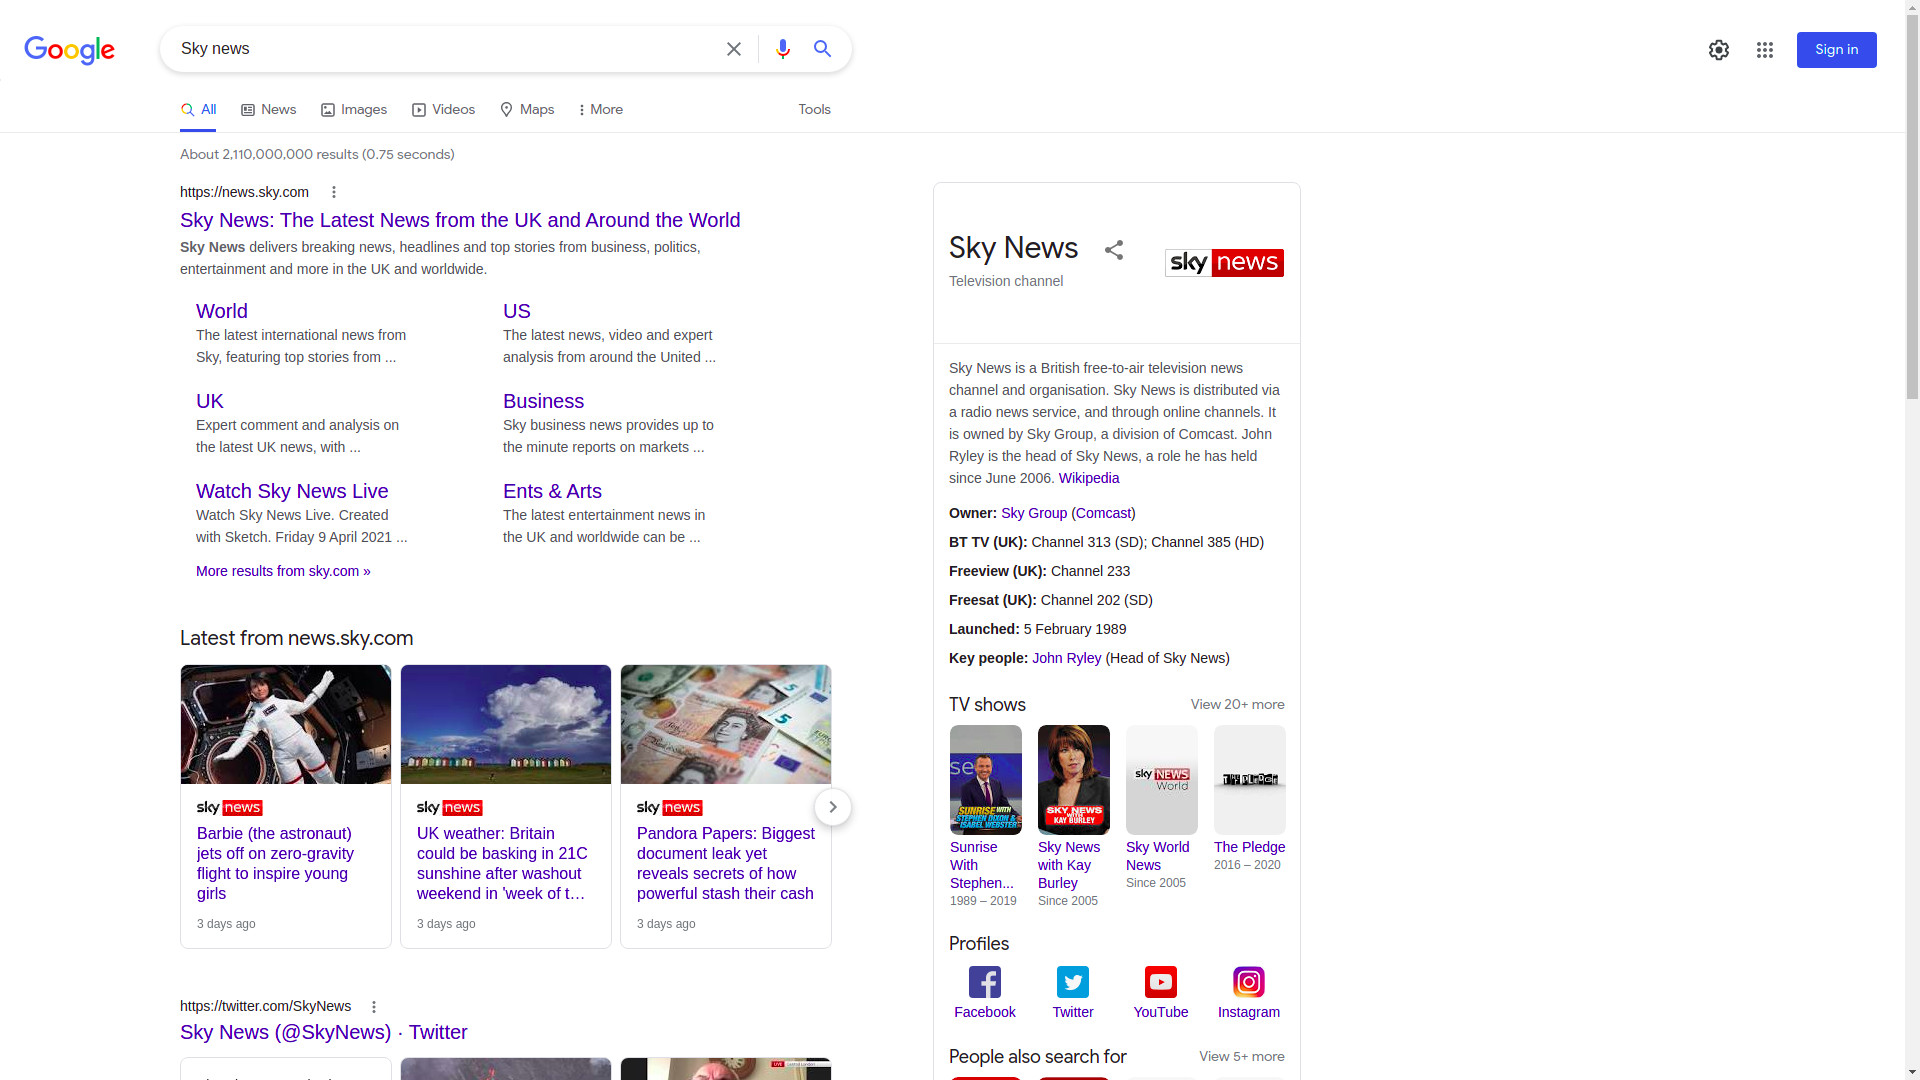 Google
Sky news
Sign in
All
News
Images
Videos
Maps
More
Tools
About 2,110,000,000 results (0.75 seconds)
https://news.sky.com
Sky News: The Latest News from the UK and Around the World
Sky News delivers breaking news, headlines and top stories from business, politics,
entertainment and more in the UK and worldwide.
World
The latest international news from
Sky, featuring top stories from ...
US
The latest news, video and expert
analysis from around the United ...
UK
Expert comment and analysis on
the latest UK news, with ...
Business
Sky business news provides up to
the minute reports on markets ...
Watch Sky News Live
Watch Sky News Live. Created
with Sketch. Friday 9 April 2021 ...
Ents & Arts
The latest entertainment news in
the UK and worldwide can be ...
More results from sky.com »
Latest from news.sky.com
sky news
Barbie (the astronaut)
jets off on zero-gravity
flight to inspire young
girls
3 days ago
sky news
UK weather: Britain
could be basking in 21C
sunshine after washout
weekend in 'week of t…
3 days ago
sky news
Pandora Papers: Biggest
document leak yet
reveals secrets of how
powerful stash their cash
3 days ago
https://twitter.com/SkyNews
Sky News (@SkyNews) · Twitter
Sky News
Television channel
sky news
Sky News is a British free-to-air television news
channel and organisation. Sky News is distributed via
a radio news service, and through online channels. It
is owned by Sky Group, a division of Comcast. John
Ryley is the head of Sky News, a role he has held
since June 2006. Wikipedia
Owner: Sky Group (Comcast)
BT TV (UK): Channel 313 (SD); Channel 385 (HD)
Freeview (UK): Channel 233
Freesat (UK): Channel 202 (SD)
Launched: 5 February 1989
Key people: John Ryley (Head of Sky News)
TV shows
View 20+ more
SUNRISE WITH
STEPHEN DIXON &
ISABEL WEBSTER
Sunrise
With
Stephen...
1989 – 2019
SKY NEWS
WITH
KAY BURLEY
Sky News
with Kay
Burley
Since 2005
sky NEWS
World
Sky World
News
Since 2005
THE PLEDGE
The Pledge
2016 – 2020
Profiles
Facebook
Twitter
YouTube
Instagram
People also search for
View 5+ more